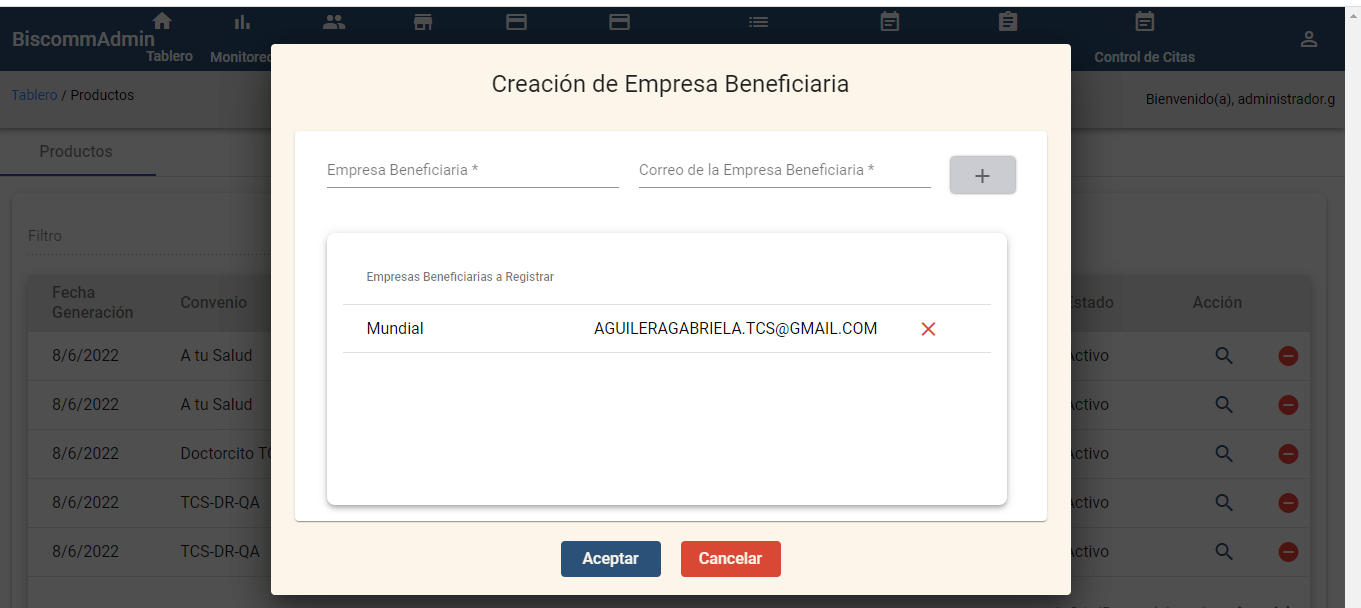 BiscommAdmin
Tablero
Control de Citas
Tablero / Productos
Bienvenido(a), administrador.g
Productos
Creación de Empresa Beneficiaria
Empresa Beneficiaria *
Correo de la Empresa Beneficiaria *
Empresas Beneficiarias a Registrar
Mundial AGUILERAGABRIELA.TCS@GMAIL.COM
Aceptar
Cancelar
Filtro
Fecha Generación Convenio Estado Acción
8/6/2022 A tu Salud Activo
8/6/2022 A tu Salud Activo
8/6/2022 Doctorcito Activo
8/6/2022 TCS-DR-QA Activo
8/6/2022 TCS-DR-QA Activo